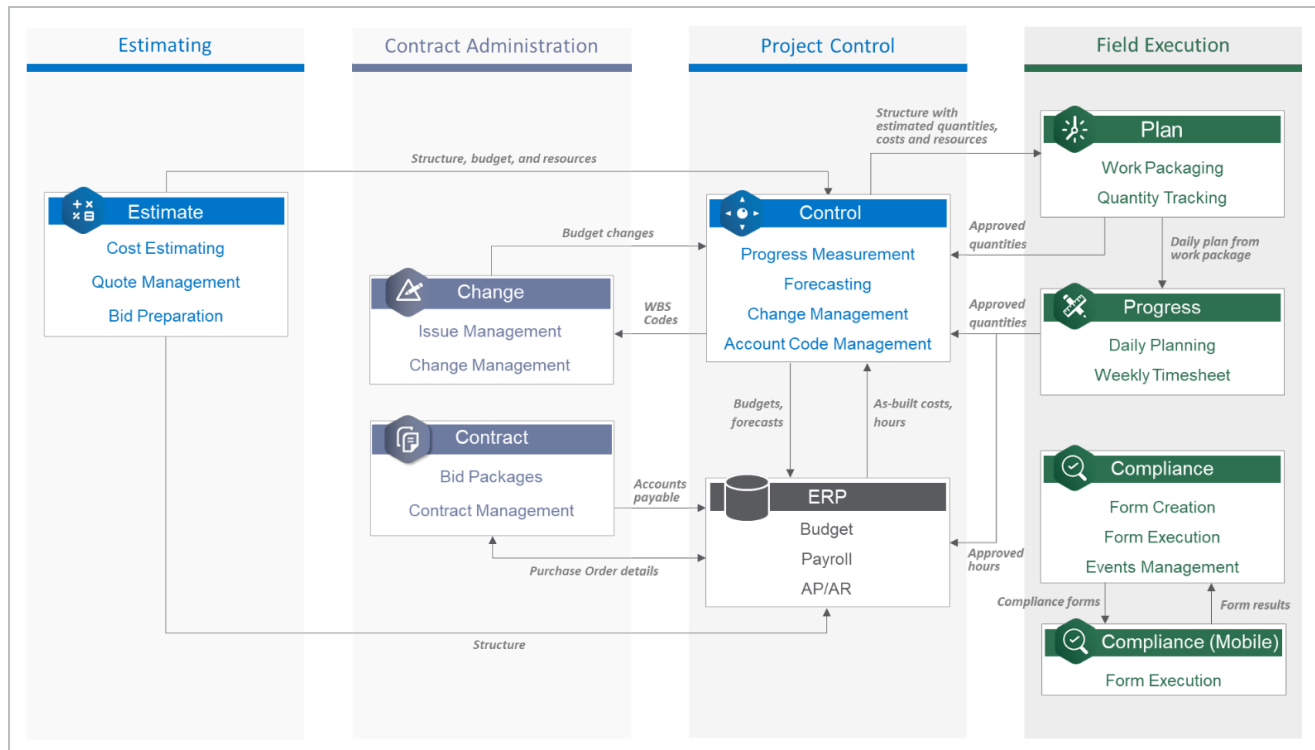 Estimating
Contract Administration
Project Control
Field Execution
Structure with
estimated quantities,
costs and resources
Plan
Work Packaging
Quantity Tracking
Structure, budget, and resources
Estimate
Cost Estimating
Quote Management
Bid Preparation
Control
Progress Measurement
Forecasting
Change Management
Account Code Management
Budget changes
Approved
quantities
Daily plan from
work package
Change
Issue Management
Change Management
WBS
Codes
Approved
quantities
Progress
Daily Planning
Weekly Timesheet
Budgets,
forecasts
As-built costs,
hours
Contract
Bid Packages
Contract Management
Accounts
payable
ERP
Budget
Payroll
AP/AR
Compliance
Form Creation
Form Execution
Events Management
Purchase Order details
Approved
hours
Compliance forms
Form results
Structure
Compliance (Mobile)
Form Execution